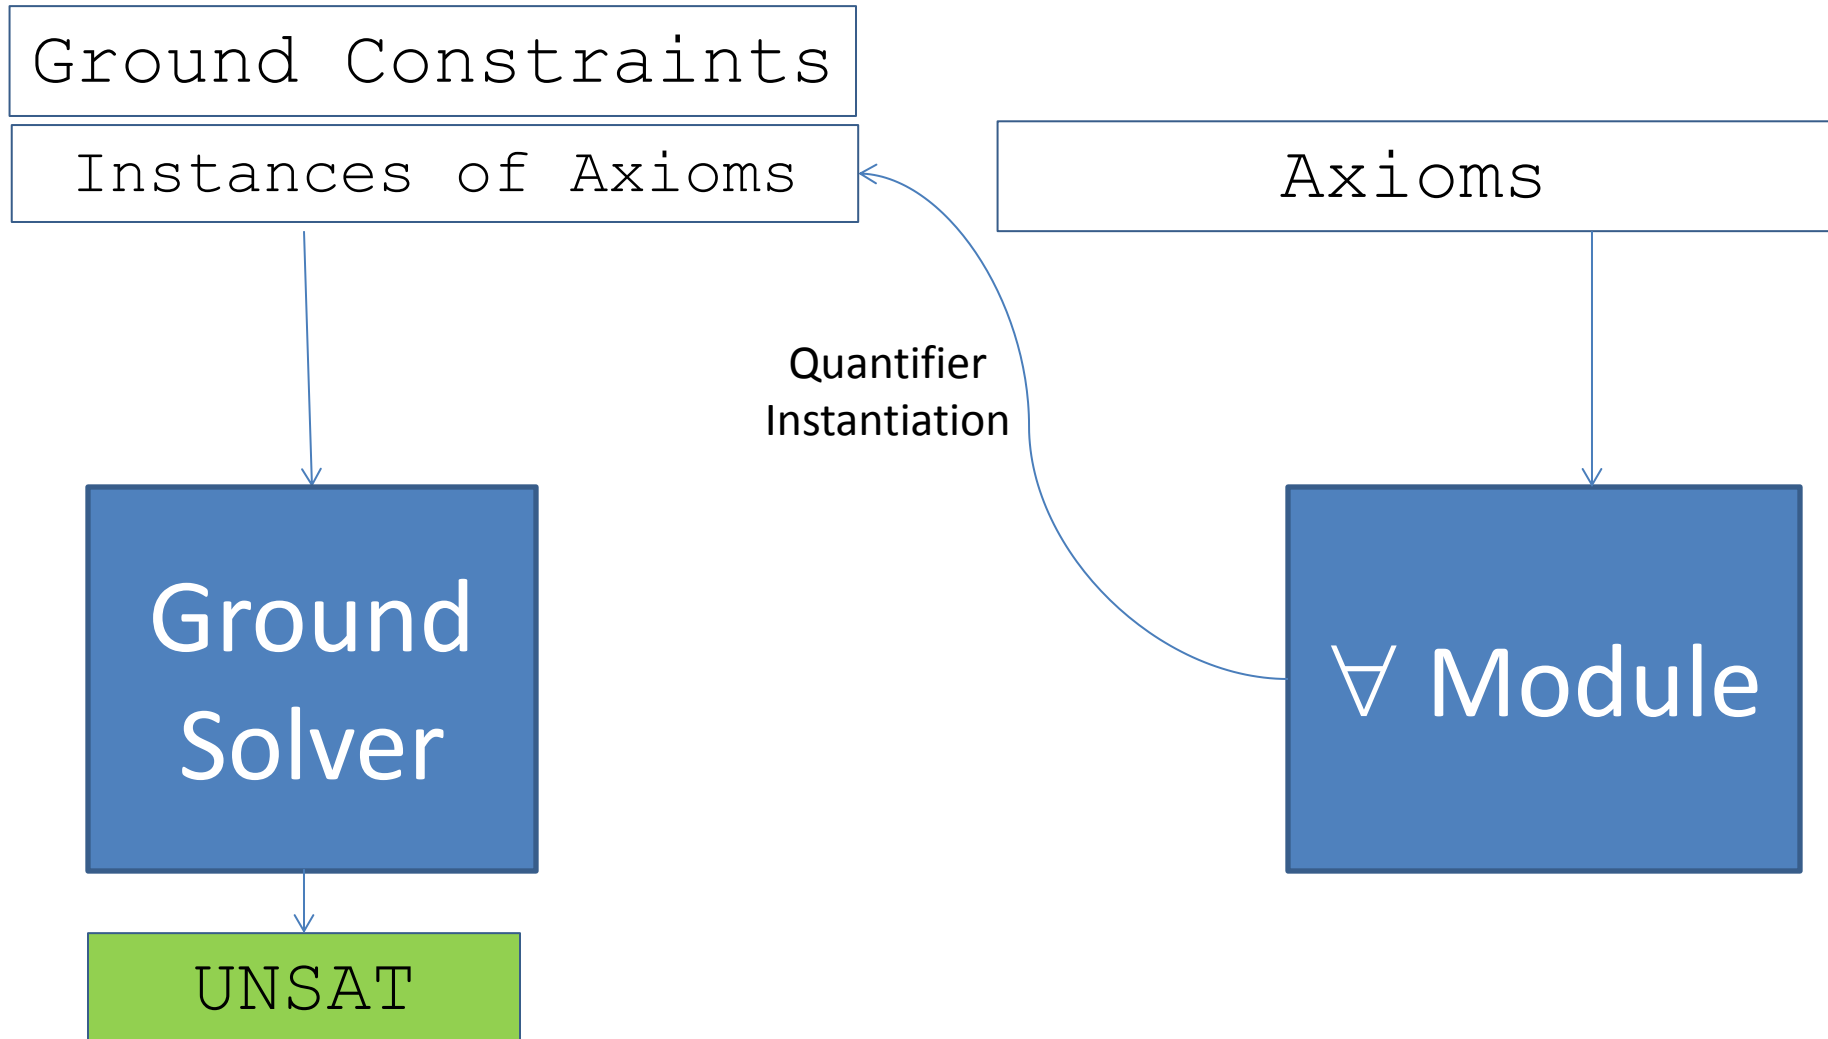 Ground Constraints
Instances of Axioms
Axioms
Quantifier
Instantiation
Ground
Solver
∀ Module
UNSAT